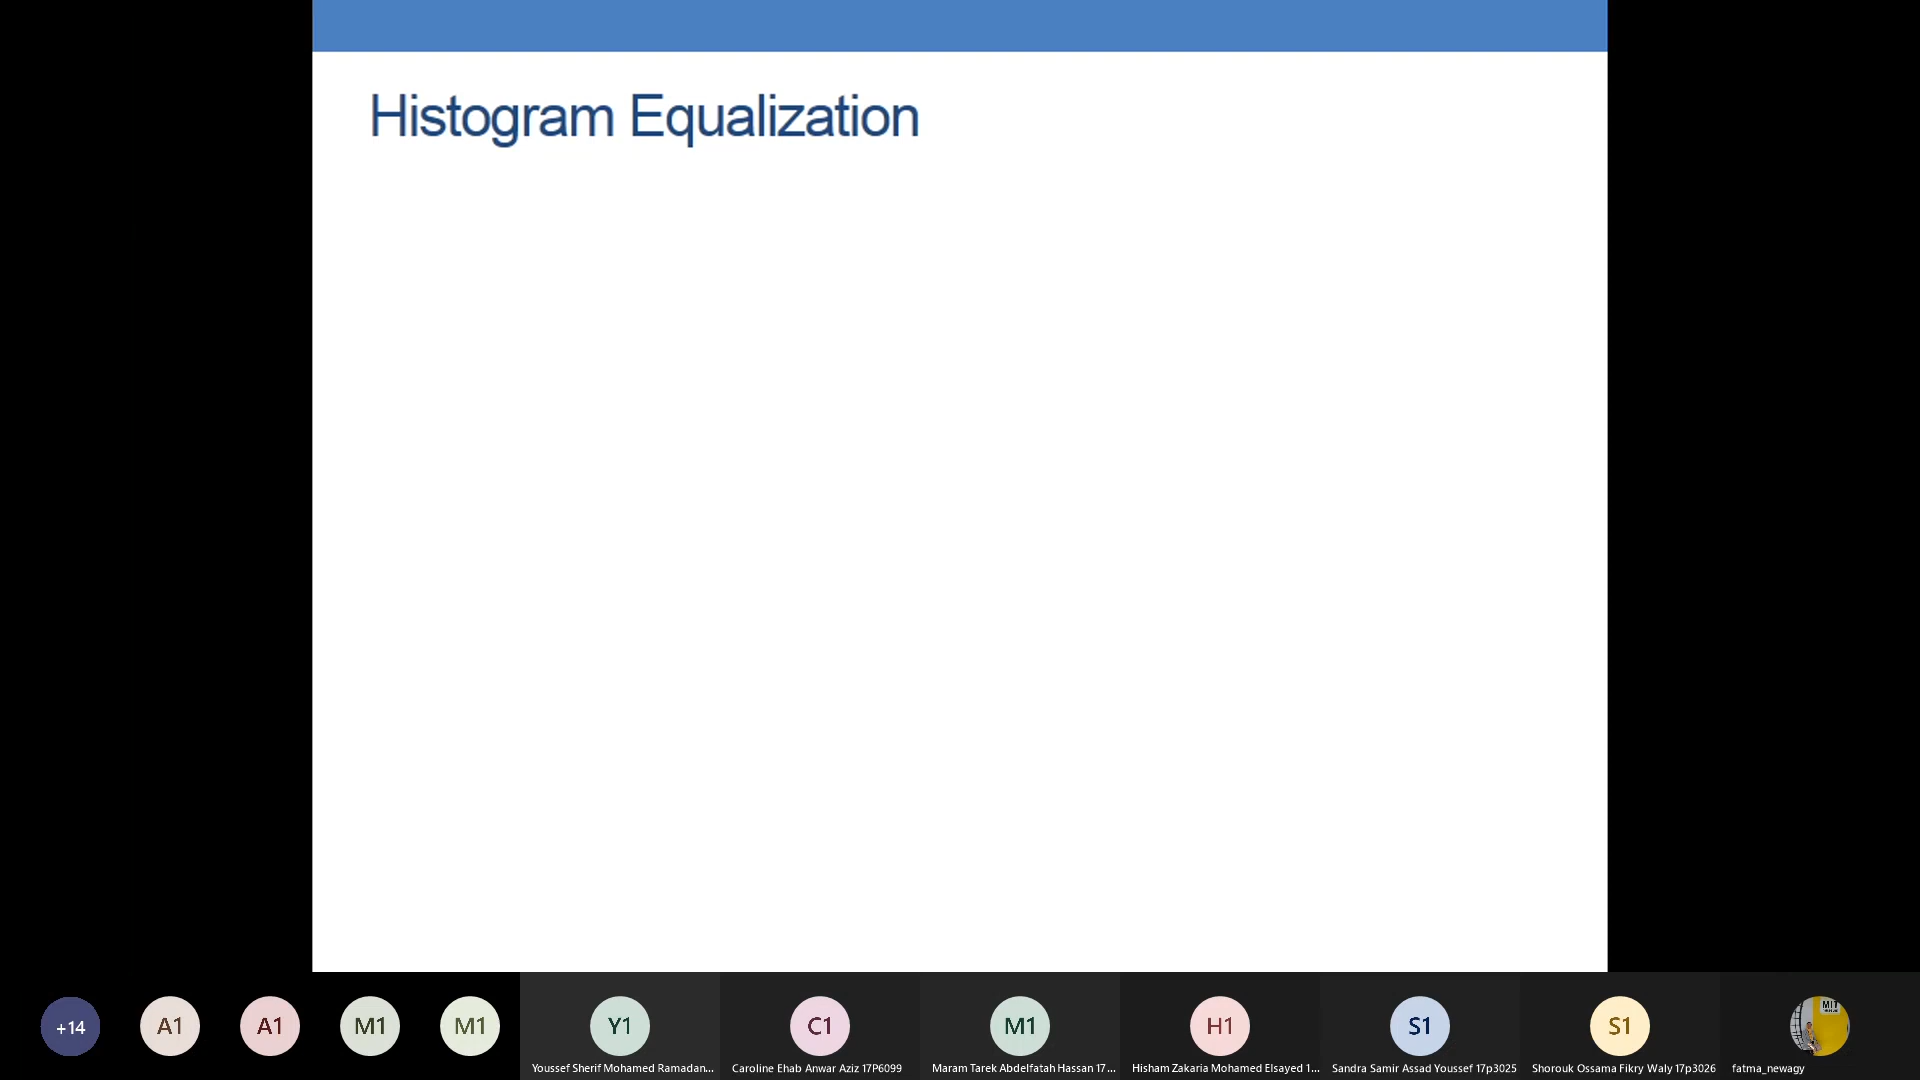 Histogram Equalization
+14
A1
A1
M1
M1
Y1
C1
M1
H1
S1
S1
MIT
Youssef Sherif Mohamed Ramadan...
Caroline Ehab Anwar Aziz 17P6099
Maram Tarek Abdelfatah Hassan 17...
Hisham Zakaria Mohamed Elsayed 1...
Sandra Samir Assad Youssef 17p3025
Shorouk Ossama Fikry Waly 17p3026
fatma_newagy